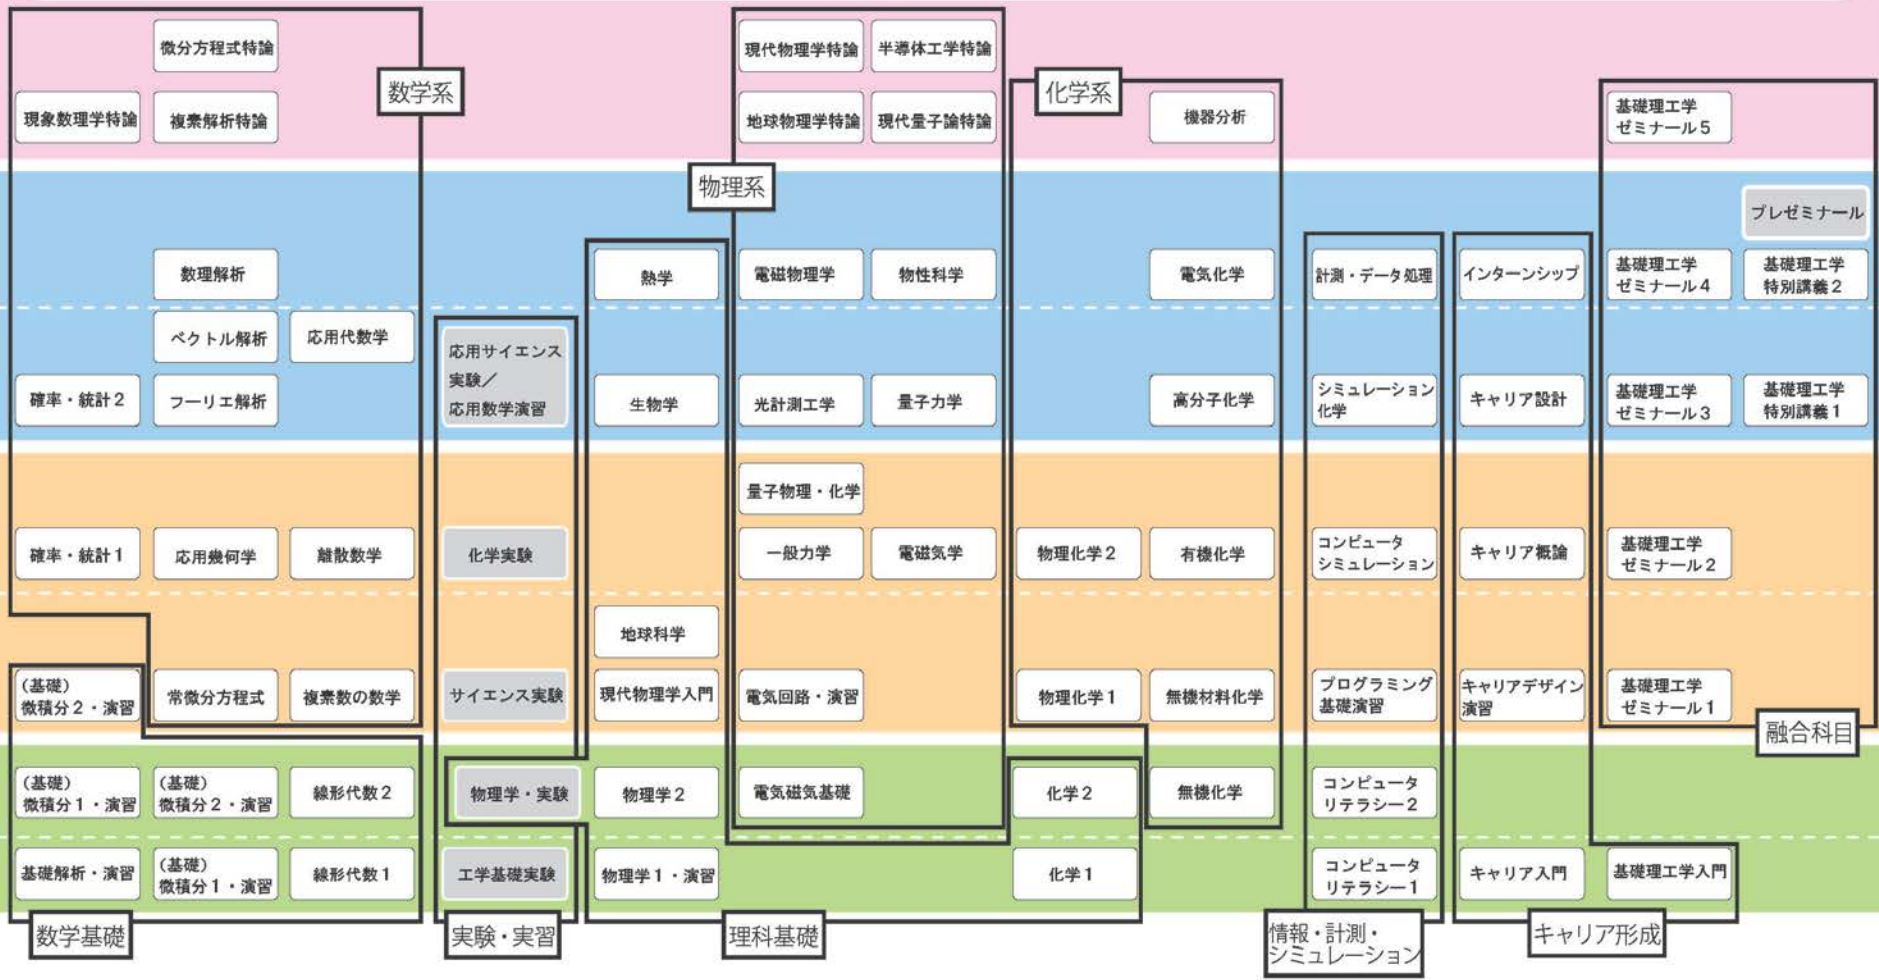 微分方程式特論
現代物理学特論
半導体工学特論
数学系
化学系
現象数理学特論
複素解析特論
地球物理学特論
現代量子論特論
機器分析
基礎理工学
ゼミナール5
物理系
プレゼミナール
数理解析
熱学
電磁物理学
物性科学
電気化学
計測・データ処理
インターンシップ
基礎理工学
ゼミナール4
基礎理工学
特別講義2
ベクトル解析
応用代数学
応用サイエンス
実験／
応用数学演習
確率・統計2
フーリエ解析
生物学
光計測工学
量子力学
高分子化学
シミュレーション
化学
キャリア設計
基礎理工学
ゼミナール3
基礎理工学
特別講義1
量子物理・化学
確率・統計1
応用幾何学
離散数学
化学実験
一般力学
電磁気学
物理化学2
有機化学
コンピュータ
シミュレーション
キャリア概論
基礎理工学
ゼミナール2
地球科学
(基礎)
微積分2・演習
常微分方程式
複素数の数学
サイエンス実験
現代物理学入門
電気回路・演習
物理化学1
無機材料化学
プログラミング
基礎演習
キャリアデザイン
演習
基礎理工学
ゼミナール1
融合科目
(基礎)
微積分1・演習
(基礎)
微積分2・演習
線形代数2
物理学・実験
物理学2
電気磁気基礎
化学2
無機化学
コンピュータ
リテラシー2
基礎解析・演習
(基礎)
微積分1・演習
線形代数1
工学基礎実験
物理学1・演習
化学1
コンピュータ
リテラシー1
キャリア入門
基礎理工学入門
数学基礎
実験・実習
理科基礎
情報・計測・
シミュレーション
キャリア形成